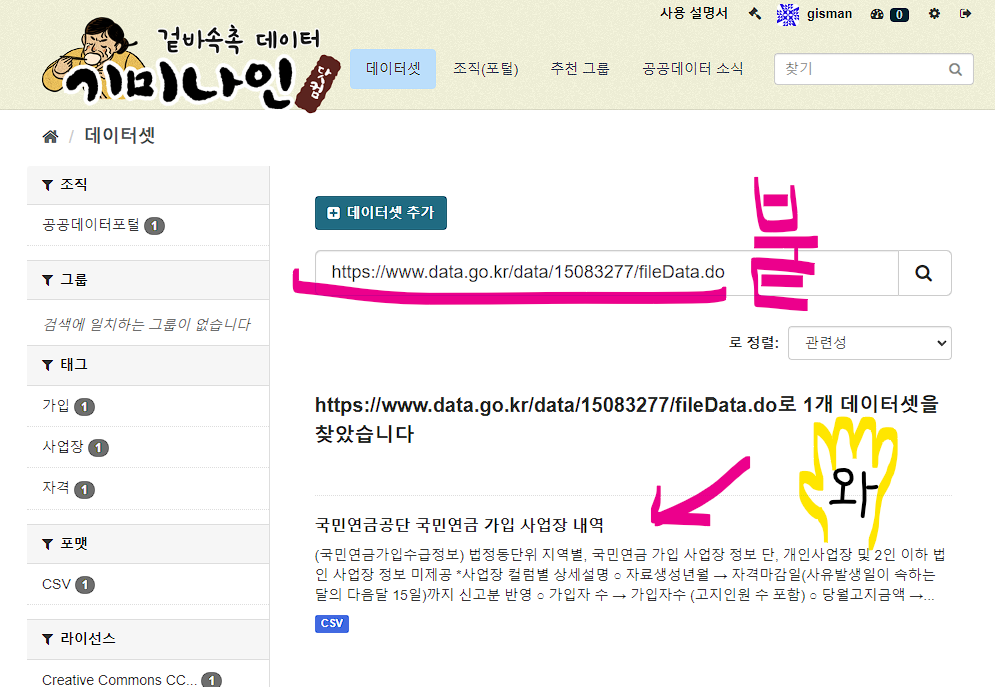 사용 설명서 gisman 0
겉바속촉 데이터
기미나인
닷컴
데이터셋 조직(포털) 추천 그룹 공공데이터 소식 찾기
/ 데이터셋
조직
공공데이터포털 1
그룹
검색에 일치하는 그룹이 없습니다
태그
가입 1
사업장 1
자격 1
포맷
CSV 1
라이선스
Creative Commons CC... 1
데이터셋 추가
붙
https://www.data.go.kr/data/15083277/fileData.do
로 정렬: 관련성
https://www.data.go.kr/data/15083277/fileData.do로 1개 데이터셋을
찾았습니다
와
국민연금공단 국민연금 가입 사업장 내역
(국민연금가입수급정보) 법정동단위 지역별, 국민연금 가입 사업장 정보 단, 개인사업장 및 2인 이하 법
인 사업장 정보 미제공 *사업장 컬럼별 상세설명 ○ 자료생성년월 → 자격마감일(사유발생일이 속하는
달의 다음달 15일)까지 신고분 반영 ○ 가입자 수 → 가입자수 (고지인원 수 포함) ○ 당월고지금액 →...
CSV